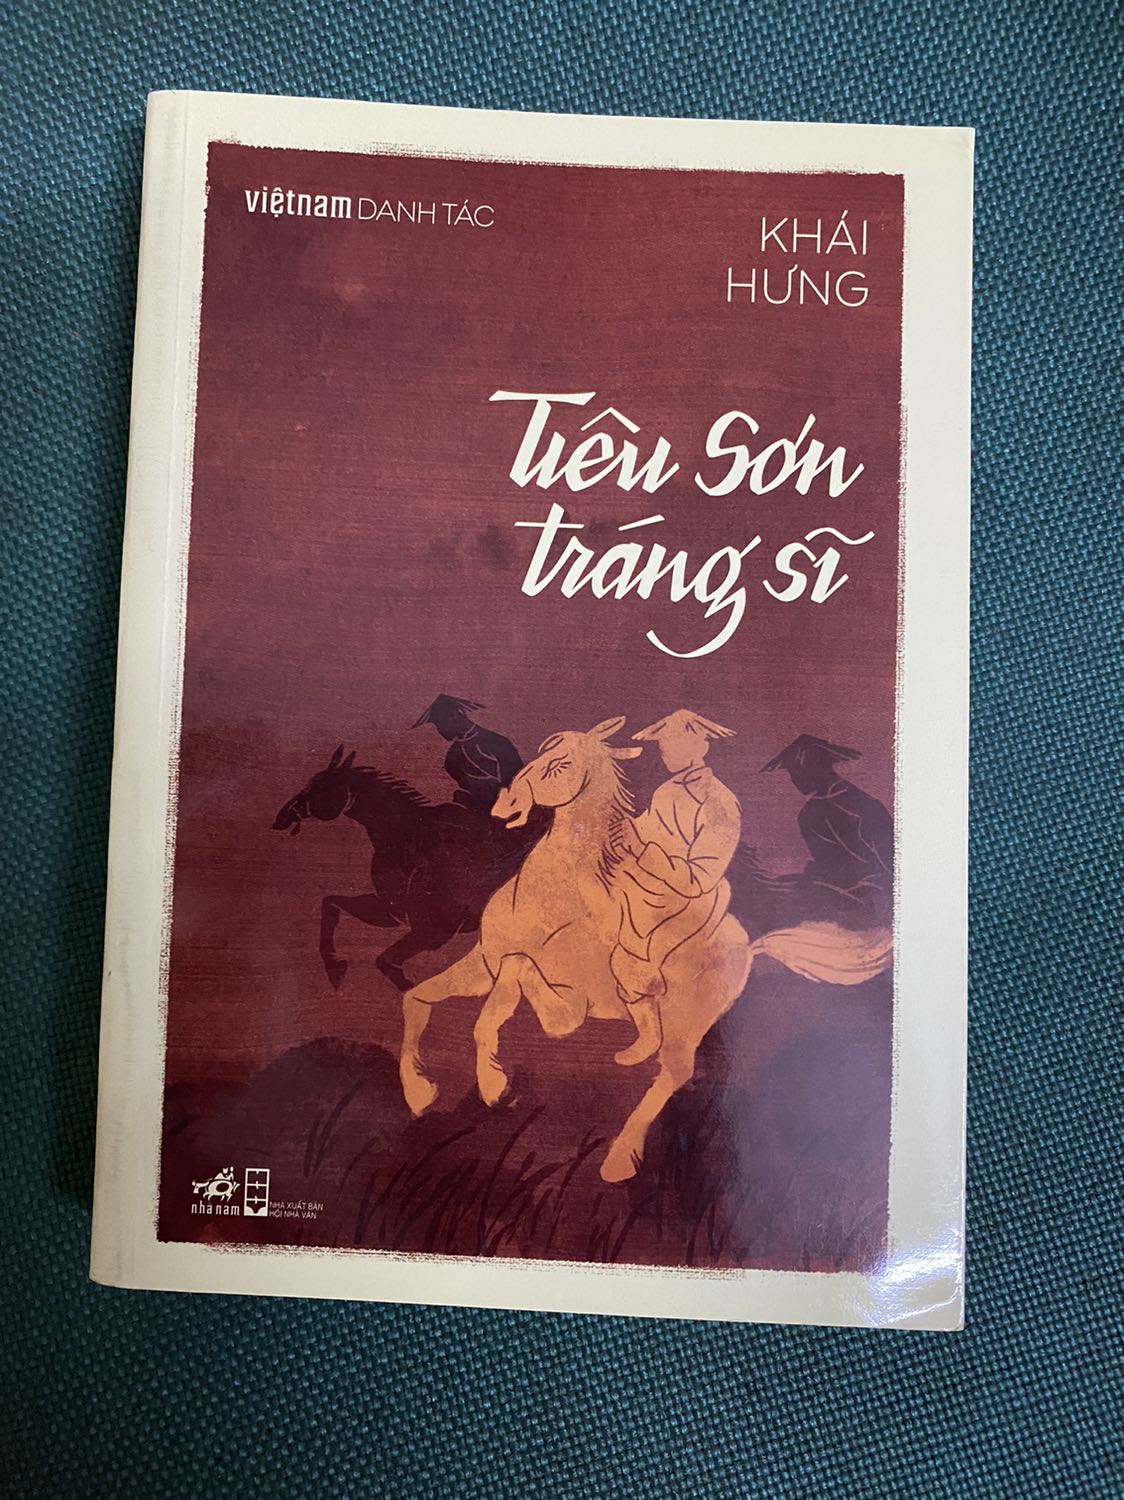 việtnam DANH TÁC
KHÁI
HƯNG
Tiêu Sơn
tráng sĩ
nhã nam
NHÀ XUẤT BẢN
HỘI NHÀ VĂN